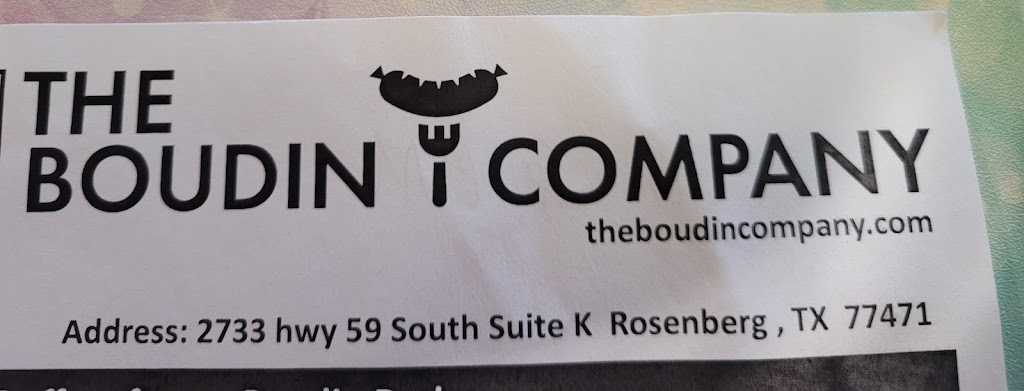 THE
BOUDIN COMPANY
theboudincompany.com
Address: 2733 hwy 59 South Suite K Rosenberg , TX 77471